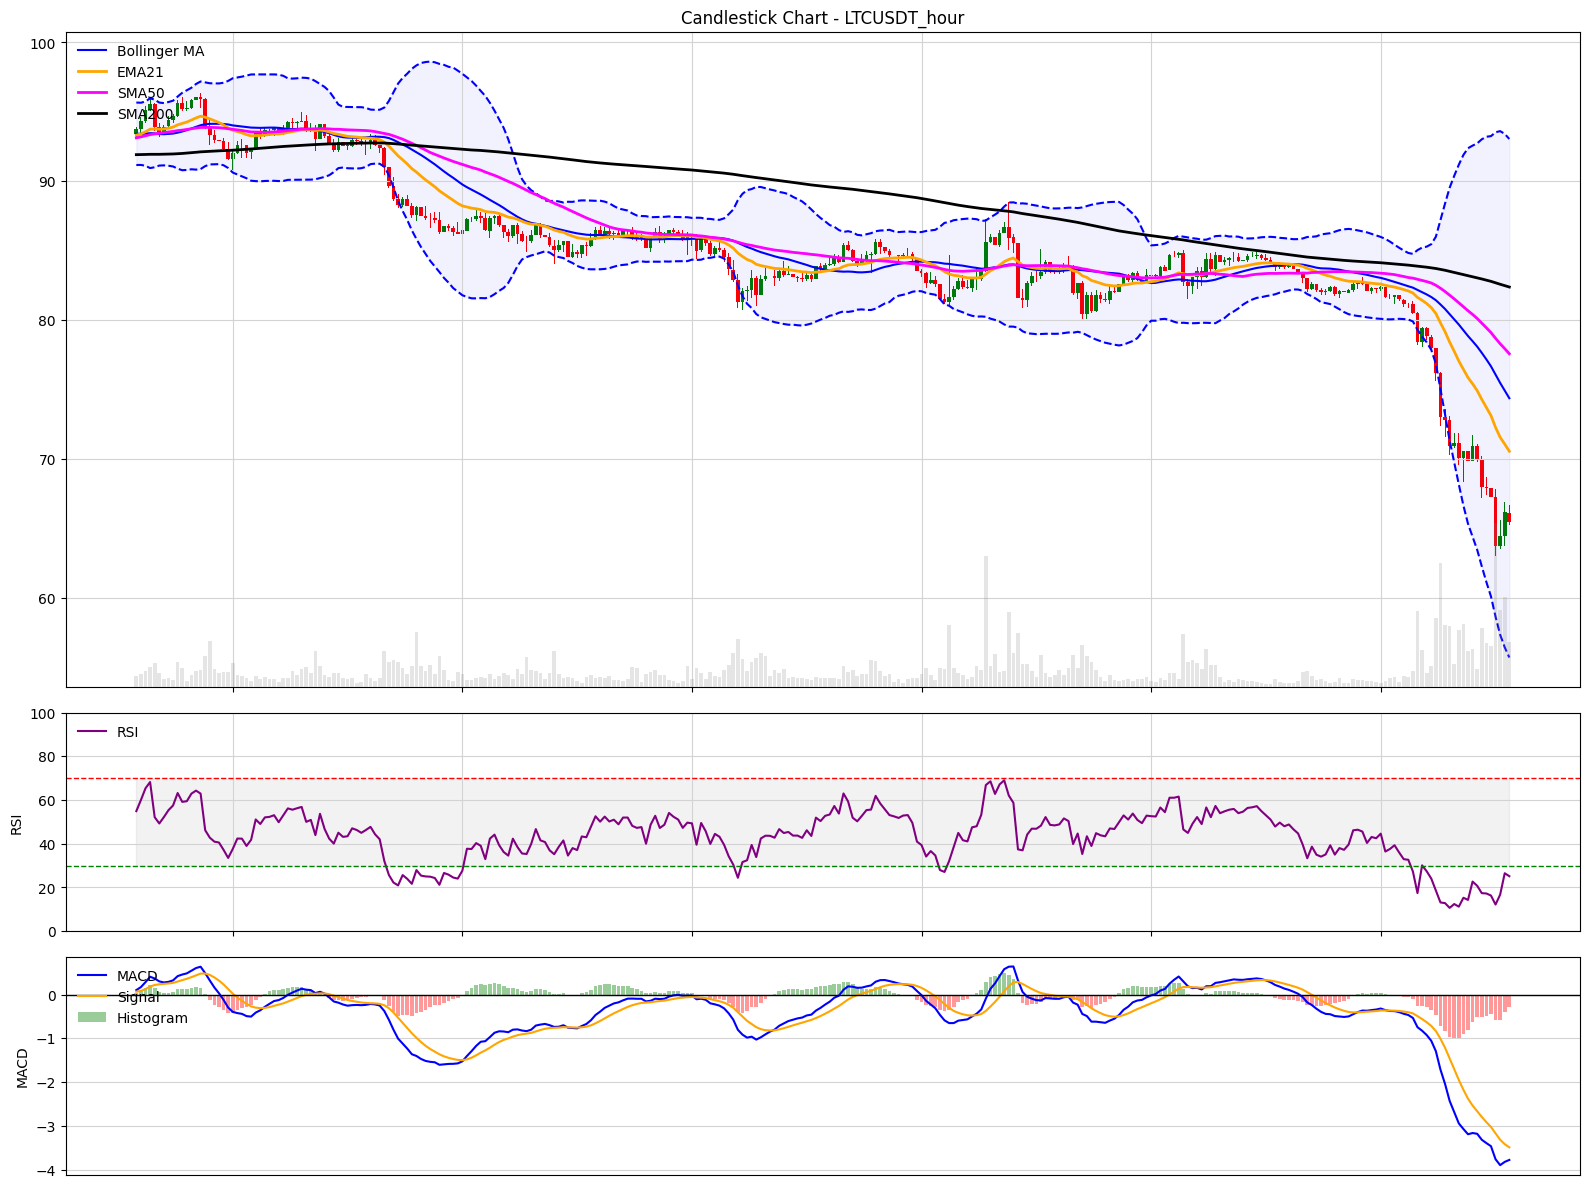 Candlestick Chart - LTCUSDT_hour
100
90
80
70
60
Bollinger MA
EMA21
SMA50
SMA200
100
80
60
40
20
0
RSI
RSI
0
−1
−2
−3
−4
MACD
MACD
Signal
Histogram